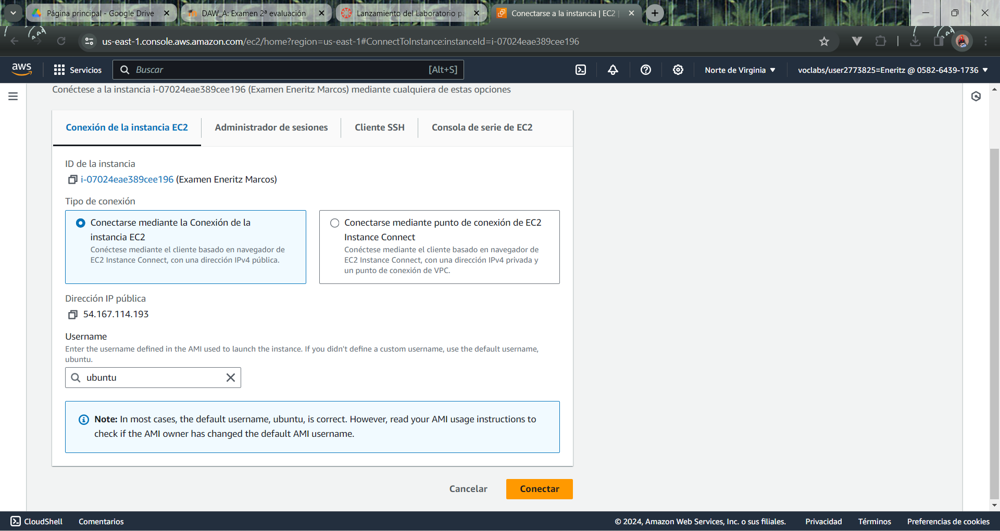 Página principal - Google Drive
DAW_A: Examen 2ª evaluación
Lanzamiento del Laboratorio pa
Conectarse a la instancia | EC2 |
us-east-1.console.aws.amazon.com/ec2/home?region=us-east-1#ConnectToInstance:instanceId=i-07024eae389cee196
aws
Servicios
Buscar
[Alt+S]
Norte de Virginia
voclabs/user2773825=Eneritz @ 0582-6439-1736
Conéctese a la instancia i-07024eae389cee196 (Examen Eneritz Marcos) mediante cualquiera de estas opciones
Conexión de la instancia EC2
Administrador de sesiones
Cliente SSH
Consola de serie de EC2
ID de la instancia
i-07024eae389cee196 (Examen Eneritz Marcos)
Tipo de conexión
Conectarse mediante la Conexión de la
instancia EC2
Conéctese mediante el cliente basado en navegador de
EC2 Instance Connect, con una dirección IPv4 pública.
Conectarse mediante punto de conexión de EC2
Instance Connect
Conéctese mediante el cliente basado en navegador de
EC2 Instance Connect, con una dirección IPv4 privada y
un punto de conexión de VPC.
Dirección IP pública
54.167.114.193
Username
Enter the username defined in the AMI used to launch the instance. If you didn't define a custom username, use the default username,
ubuntu.
ubuntu
Note: In most cases, the default username, ubuntu, is correct. However, read your AMI usage instructions to
check if the AMI owner has changed the default AMI username.
Cancelar
Conectar
CloudShell
Comentarios
© 2024, Amazon Web Services, Inc. o sus filiales.
Privacidad
Términos
Preferencias de cookies